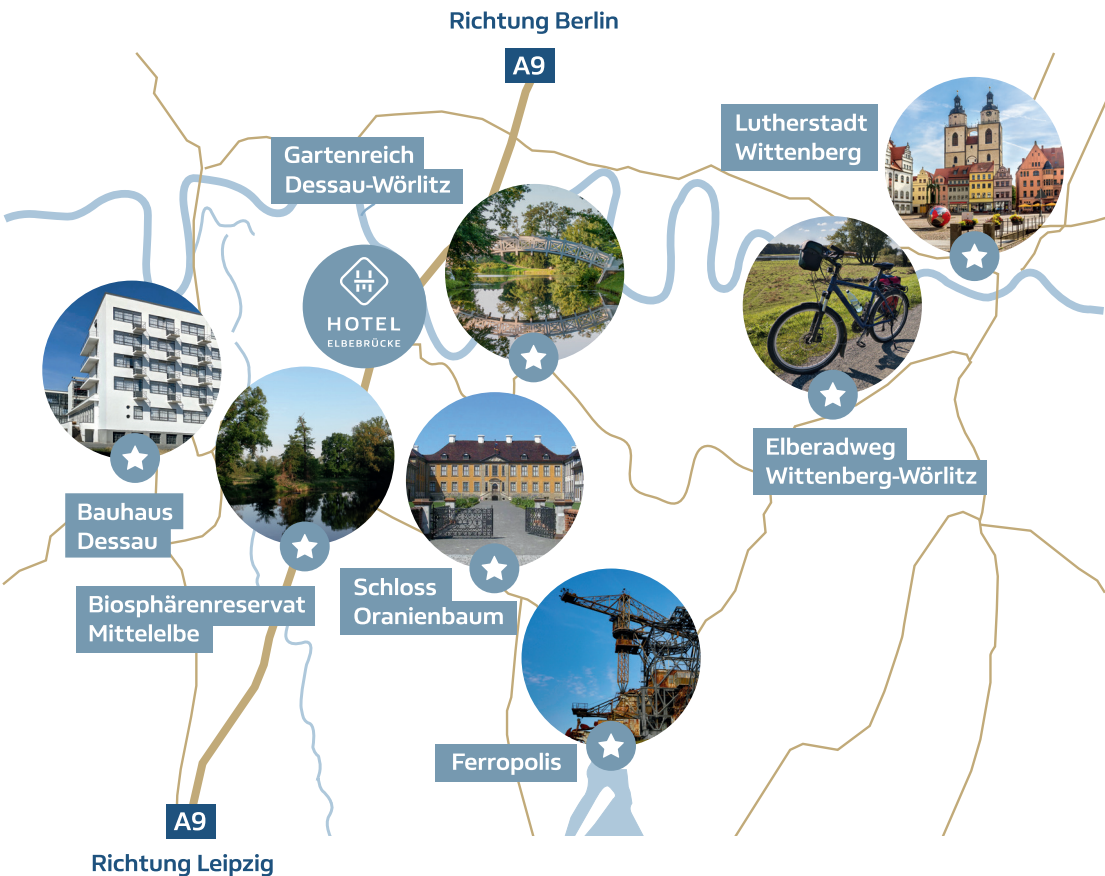 Richtung Berlin
A9
Lutherstadt
Wittenberg
Gartenreich
Dessau-Wörlitz
HOTEL
ELBEBRÜCKE
Elberadweg
Wittenberg-Wörlitz
Bauhaus
Dessau
Schloss
Oranienbaum
Biosphärenreservat
Mittelelbe
Ferropolis
A9
Richtung Leipzig